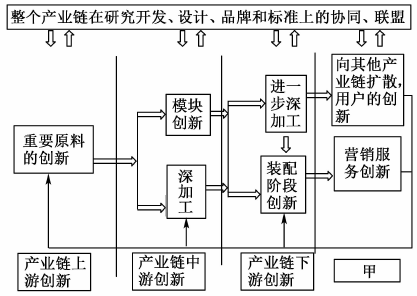 整个产业链在研究开发、设计、品牌和标准上的协同、联盟
重要原料
的创新
模块
创新
深加
工
进一
步深
加工
装配
阶段
创新
向其他产
业链扩散,
用户的创
新
营销服
务创新
产业链上
游创新
产业链中
游创新
产业链下
游创新
甲